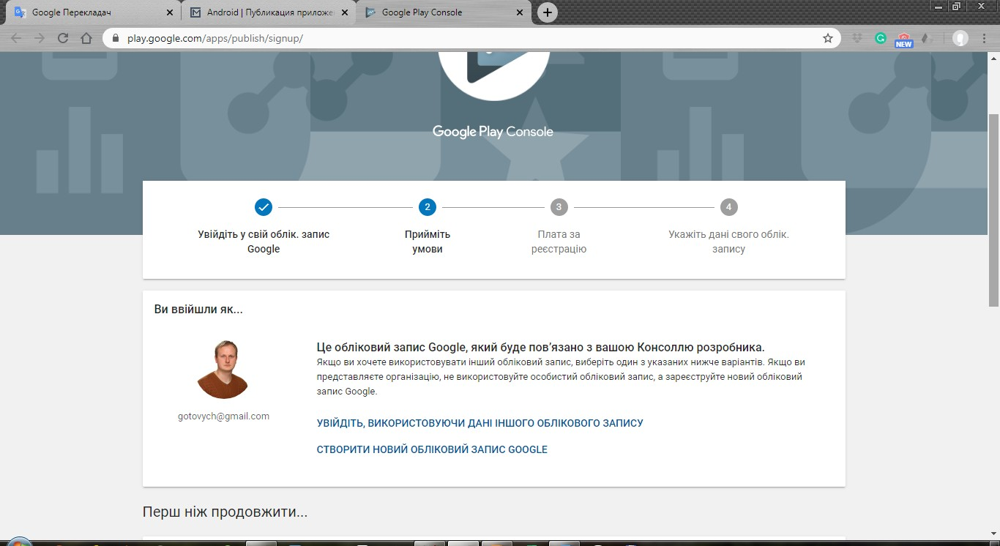 Google Перекладач
Android | Публикация приложе
Google Play Console
play.google.com/apps/publish/signup/
NEW
Google Play Console
2
3
4
Увійдіть у свій облік. запис
Google
Прийміть
умови
Плата за
реєстрацію
Укажіть дані свого облік.
запису
Ви ввійшли як...
Це обліковий запис Google, який буде пов’язано з вашою Консоллю розробника.
Якщо ви хочете використовувати інший обліковий запис, виберіть один з указаних нижче варіантів. Якщо ви
представляєте організацію, не використовуйте особистий обліковий запис, а зареєструйте новий обліковий
запис Google.
gotovych@gmail.com
УВІЙДІТЬ, ВИКОРИСТОВУЮЧИ ДАНІ ІНШОГО ОБЛІКОВОГО ЗАПИСУ
СТВОРИТИ НОВИЙ ОБЛІКОВИЙ ЗАПИС GOOGLE
Перш ніж продовжити...